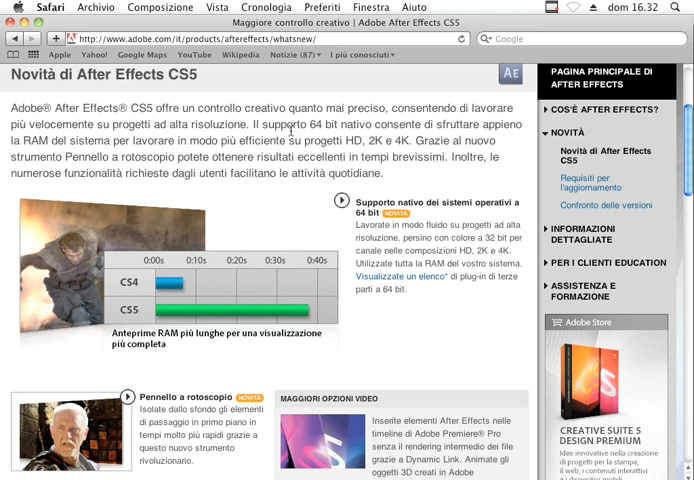 Safari Archivio Composizione Vista Cronologia Preferiti Finestra Aiuto dom 16.32
Maggiore controllo creativo | Adobe After Effects CS5
http://www.adobe.com/it/products/aftereffects/whatsnew/
Google
Apple Yahoo! Google Maps YouTube Wikipedia Notizie (87) I più conosciuti
Novità di After Effects CS5
AE
Adobe® After Effects® CS5 offre un controllo creativo quanto mai preciso, consentendo di lavorare
più velocemente su progetti ad alta risoluzione. Il supporto 64 bit nativo consente di sfruttare appieno
la RAM del sistema per lavorare in modo più efficiente su progetti HD, 2K e 4K. Grazie al nuovo
strumento Pennello a rotoscopio potete ottenere risultati eccellenti in tempi brevissimi. Inoltre, le
numerose funzionalità richieste dagli utenti facilitano le attività quotidiane.
0:00s 0:10s 0:20s 0:30s 0:40s
CS4
CS5
Anteprime RAM più lunghe per una visualizzazione
più completa
Supporto nativo dei sistemi operativi a
64 bit NOVITÀ
Lavorate in modo fluido su progetti ad alta
risoluzione, persino con colore a 32 bit per
canale nelle composizioni HD, 2K e 4K.
Utilizzate tutta la RAM del vostro sistema.
Visualizzate un elenco* di plug-in di terze
parti a 64 bit.
Pennello a rotoscopio NOVITÀ
Isolate dallo sfondo gli elementi
di passaggio in primo piano in
tempi molto più rapidi grazie a
questo nuovo strumento
rivoluzionario.
MAGGIORI OPZIONI VIDEO
Inserite elementi After Effects nelle
timeline di Adobe Premiere® Pro
senza il rendering intermedio dei file
grazie a Dynamic Link. Animate gli
oggetti 3D creati in Adobe
PAGINA PRINCIPALE DI
AFTER EFFECTS
COS'È AFTER EFFECTS?
NOVITÀ
Novità di After Effects
CS5
Requisiti per
l'aggiornamento
Confronto delle versioni
INFORMAZIONI
DETTAGLIATE
PER I CLIENTI EDUCATION
ASSISTENZA E
FORMAZIONE
Adobe Store
CREATIVE SUITE 5
DESIGN PREMIUM
Idee innovative nella creazione
di progetti per la stampa,
il web, i contenuti interattivi
e i dispositivi mobili